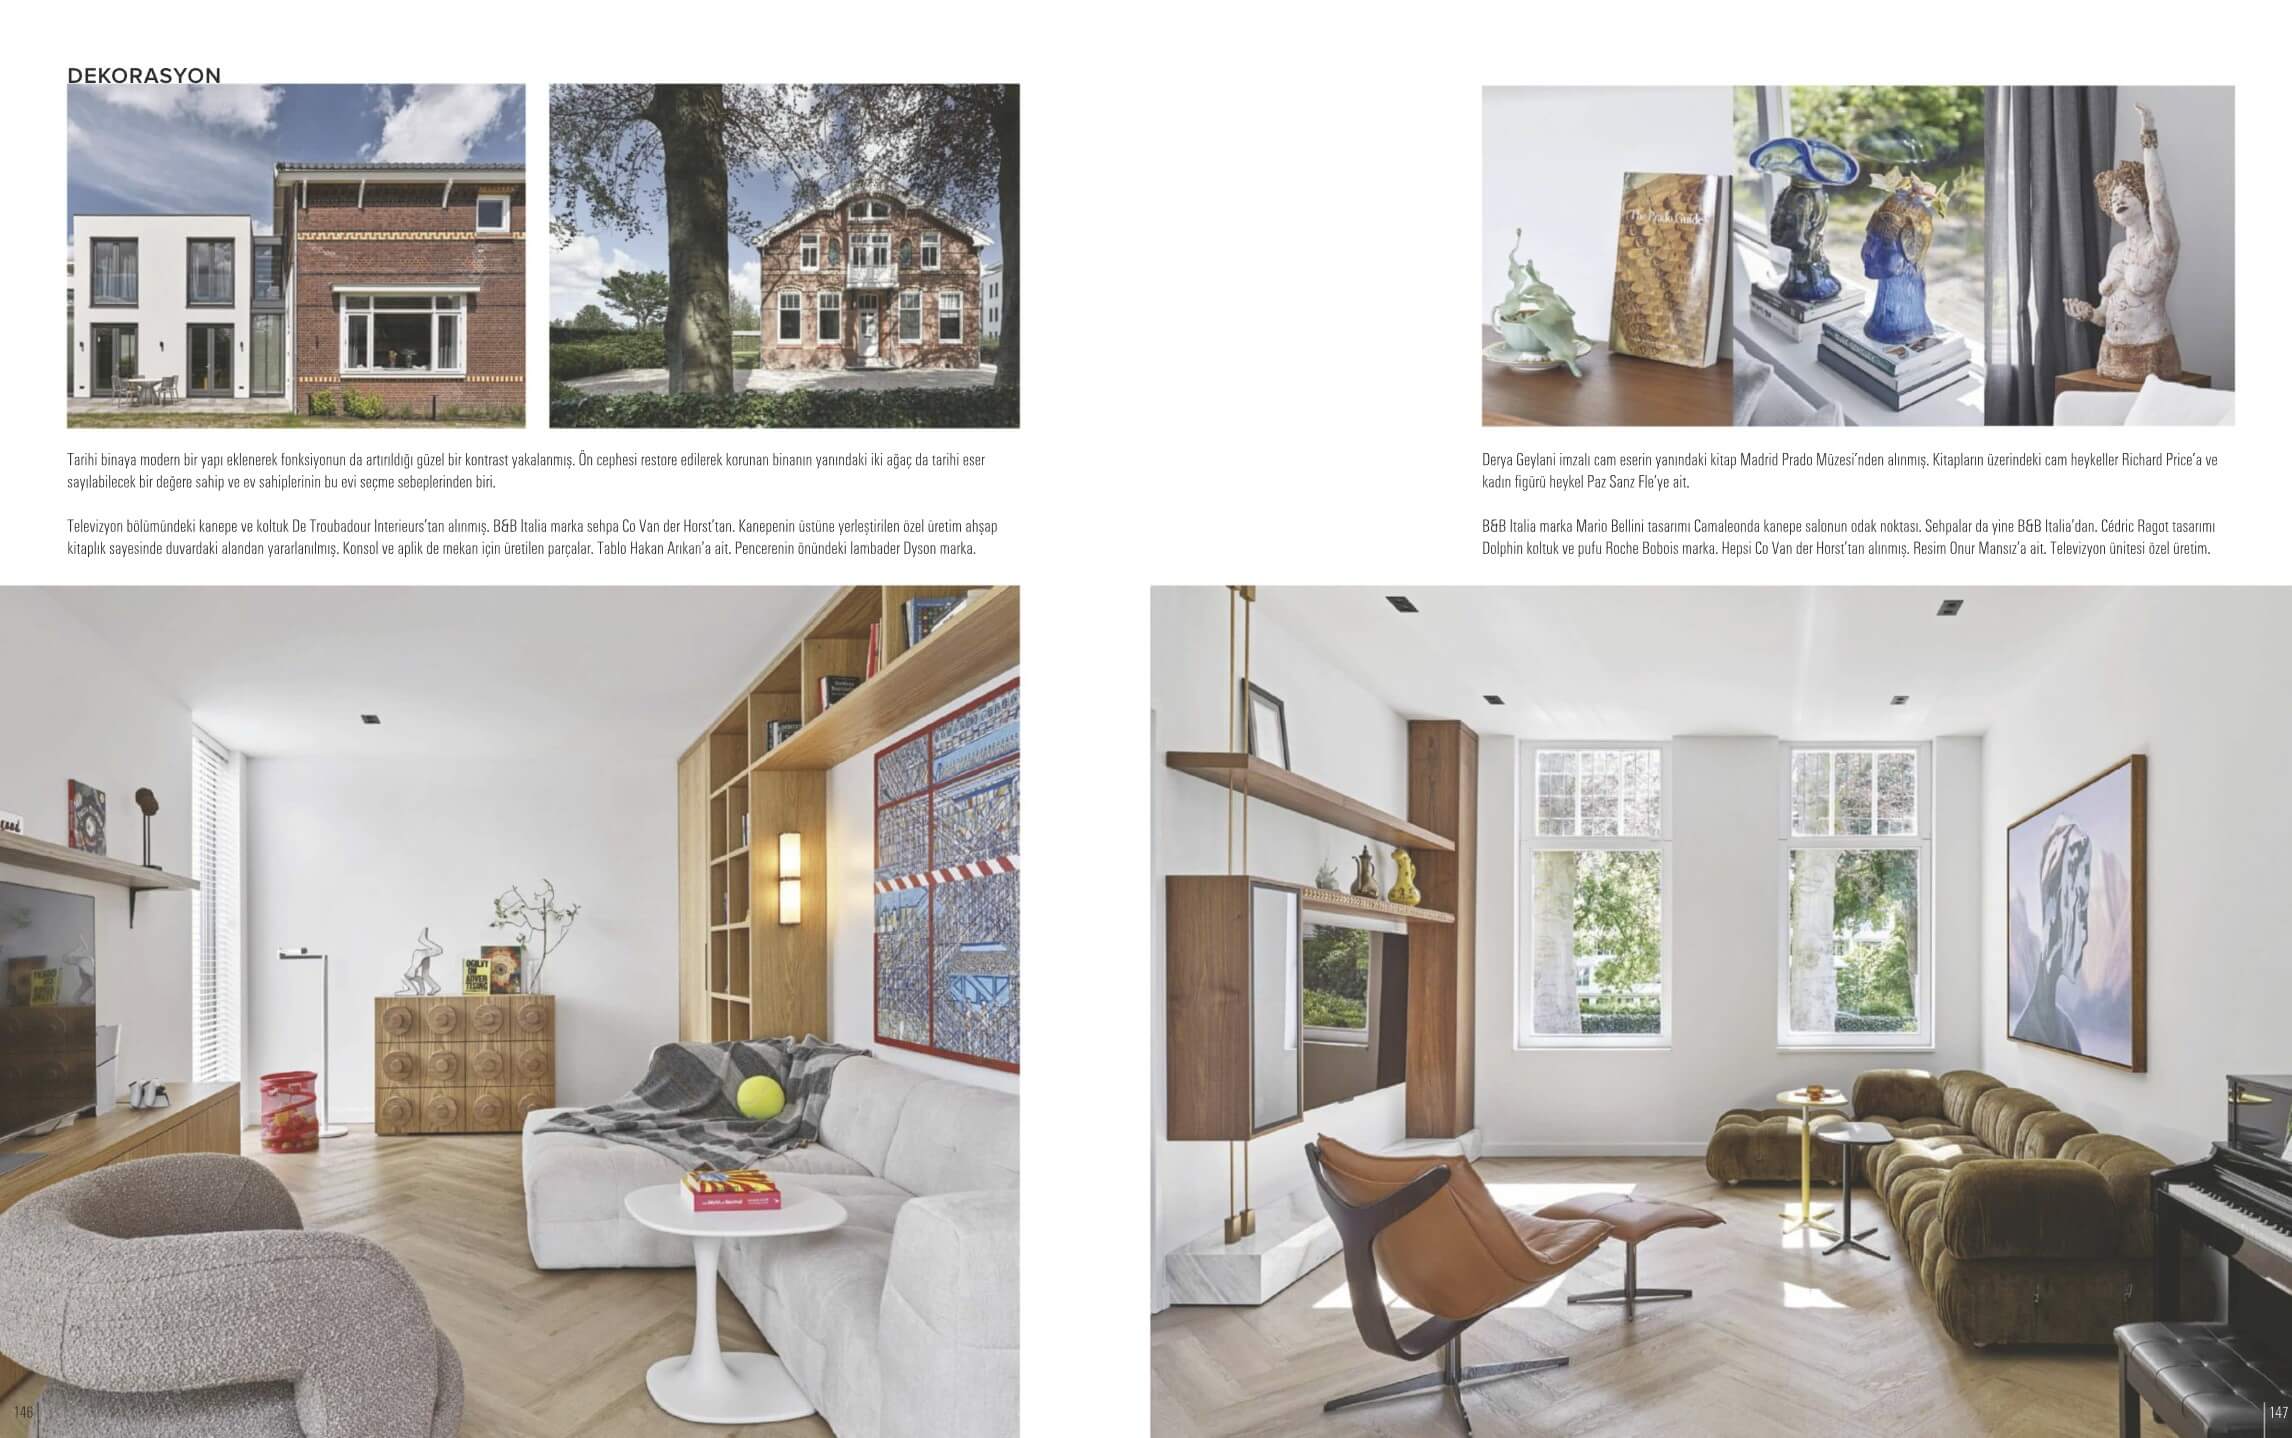 DEKORASYON
The Prado Guide
Tarihi binaya modern bir yapı eklenerek fonksiyonun da artırıldığı güzel bir kontrast yakalanmış. Ön cephesi restore edilerek korunan binanın yanındaki iki ağaç da tarihi eser
sayılabilecek bir değere sahip ve ev sahiplerinin bu evi seçme sebeplerinden biri.
Televizyon bölümündeki kanepe ve koltuk De Troubadour Interieurs'tan alınmış. B&B Italia marka sehpa Co Van der Horst'tan. Kanepenin üstüne yerleştirilen özel üretim ahşap
kitaplık sayesinde duvardaki alandan yararlanılmış. Konsol ve aplik de mekan için üretilen parçalar. Tablo Hakan Arıkan'a ait. Pencerenin önündeki lambader Dyson marka.
Derya Geylani imzalı cam eserin yanındaki kitap Madrid Prado Müzesi'nden alınmış. Kitapların üzerindeki cam heykeller Richard Price'a ve
kadın figürü heykel Paz Sanz Fle'ye ait.
B&B Italia marka Mario Bellini tasarımı Camaleonda kanepe salonun odak noktası. Sehpalar da yine B&B Italia'dan. Cédric Ragot tasarımı
Dolphin koltuk ve pufu Roche Bobois marka. Hepsi Co Van der Horst'tan alınmış. Resim Onur Mansız'a ait. Televizyon ünitesi özel üretim.
OGILVY
ON
ADVER
TISING
146
147